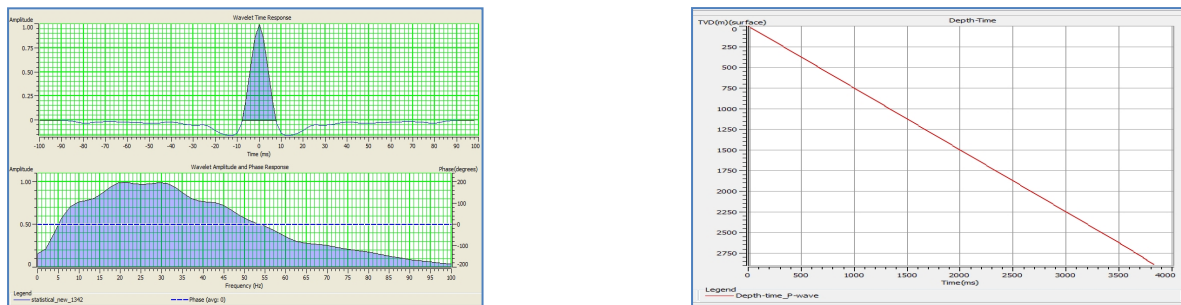 Wavelet Time Response
Amplitude
1.00
0.75
0.50
0.25
0
-100 -90 -80 -70 -60 -50 -40 -30 -20 -10 0 10 20 30 40 50 60 70 80 90 100
Time (ms)
Wavelet Amplitude and Phase Response
Amplitude Phase(degrees)
1.00 200
100
0.50 0
-100
0 -200
0 5 10 15 20 25 30 35 40 45 50 55 60 65 70 75 80 85 90 95 100
Frequency (Hz)
Legend
statistical_new_1342 Phase (avg: 0)
TVD(m)(surface) Depth-Time
0
250
500
750
1000
1250
1500
1750
2000
2250
2500
2750
0 500 1000 1500 2000 2500 3000 3500 4000
Time(ms)
Legend
Depth-time_P-wave